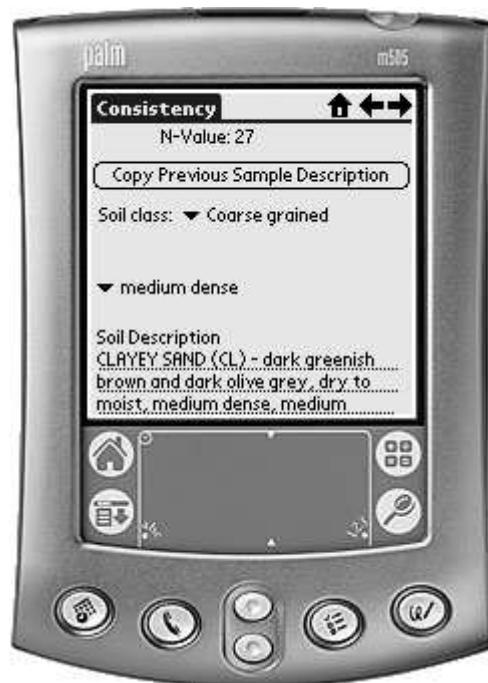 palm m505
Consistency
N-Value: 27
Copy Previous Sample Description
Soil class: Coarse grained
medium dense
Soil Description
CLAYEY SAND (CL) - dark greenish
brown and dark olive grey, dry to
moist, medium dense, medium